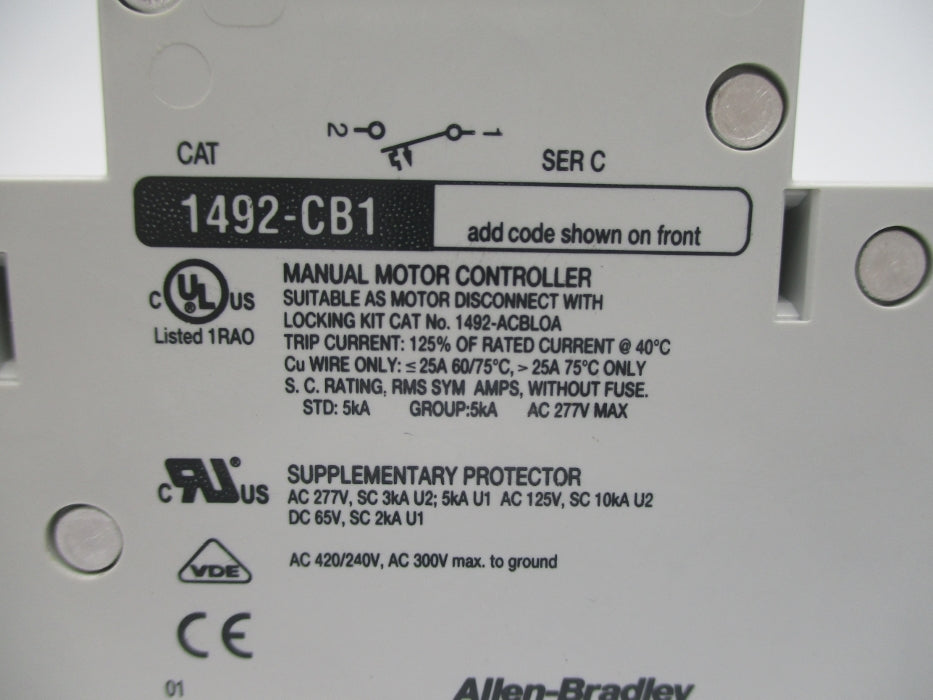 2 1
CAT SER C
1492-CB1 add code shown on front
C UL ® US
Listed 1RAO
MANUAL MOTOR CONTROLLER
SUITABLE AS MOTOR DISCONNECT WITH
LOCKING KIT CAT No. 1492-ACBLOA
TRIP CURRENT: 125% OF RATED CURRENT @ 40°C
Cu WIRE ONLY: ≤ 25A 60/75°C, > 25A 75°C ONLY
S. C. RATING, RMS SYM AMPS, WITHOUT FUSE.
STD: 5kA GROUP:5kA AC 277V MAX
C RU ® US
SUPPLEMENTARY PROTECTOR
AC 277V, SC 3kA U2; 5kA U1 AC 125V, SC 10kA U2
DC 65V, SC 2kA U1
VDE
AC 420/240V, AC 300V max. to ground
CE
01
Allen-Bradley